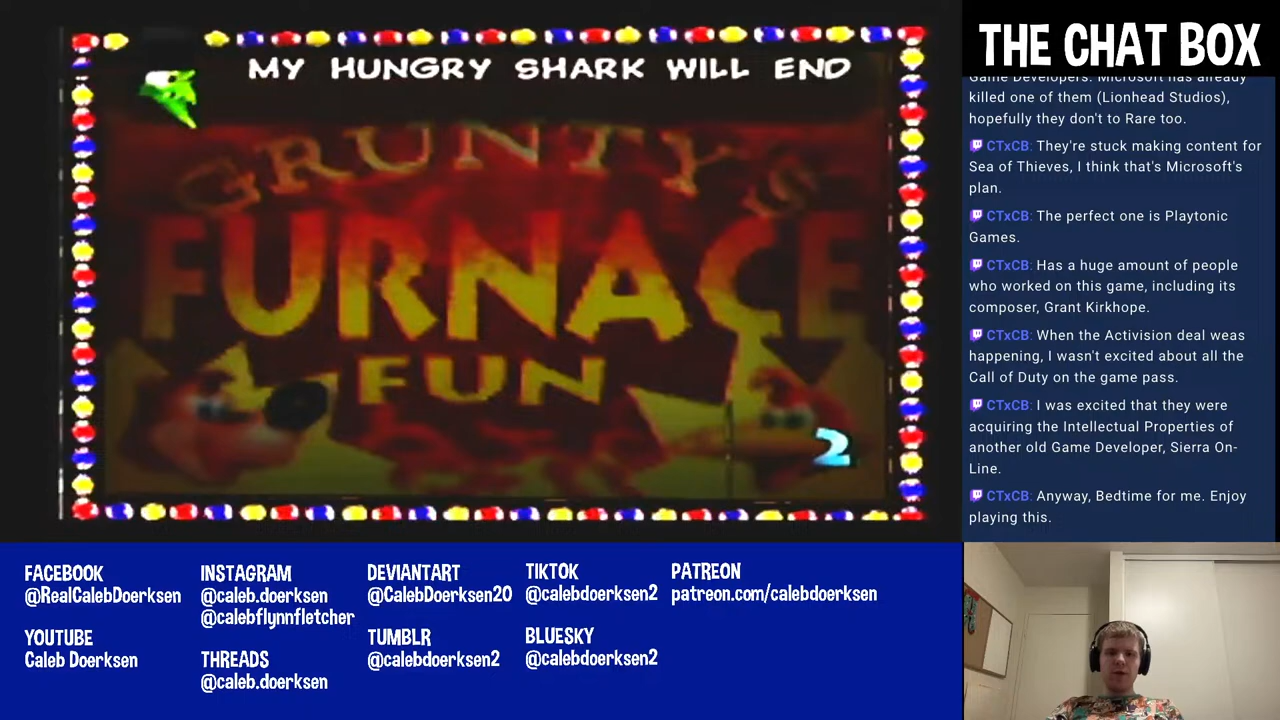 MY HUNGRY SHARK WILL END
GRUNTY'S
FURNACE
FUN
2
THE CHAT BOX
Game Developers. Microsoft has already
killed one of them (Lionhead Studios),
hopefully they don't to Rare too.
CTxCB: They're stuck making content for
Sea of Thieves, I think that's Microsoft's
plan.
CTxCB: The perfect one is Playtonic
Games.
CTxCB: Has a huge amount of people
who worked on this game, including its
composer, Grant Kirkhope.
CTxCB: When the Activision deal weas
happening, I wasn't excited about all the
Call of Duty on the game pass.
CTxCB: I was excited that they were
acquiring the Intellectual Properties of
another old Game Developer, Sierra On-
Line.
CTxCB: Anyway, Bedtime for me. Enjoy
playing this.
FACEBOOK
@RealCalebDoerksen
YOUTUBE
Caleb Doerksen
INSTAGRAM
@caleb.doerksen
@calebflynnfletcher
THREADS
@caleb.doerksen
DEVIANTART
@CalebDoerksen20
TUMBLR
@calebdoerksen2
TIKTOK
@calebdoerksen2
BLUESKY
@calebdoerksen2
PATREON
patreon.com/calebdoerksen